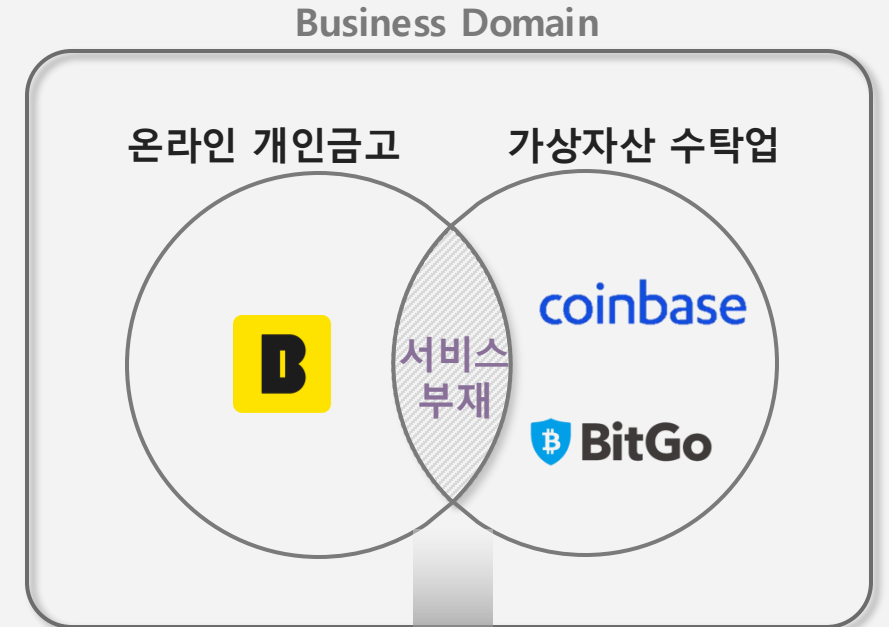 Business Domain
온라인 개인금고
가상자산 수탁업
coinbase
B
서비스
부재
BitGo